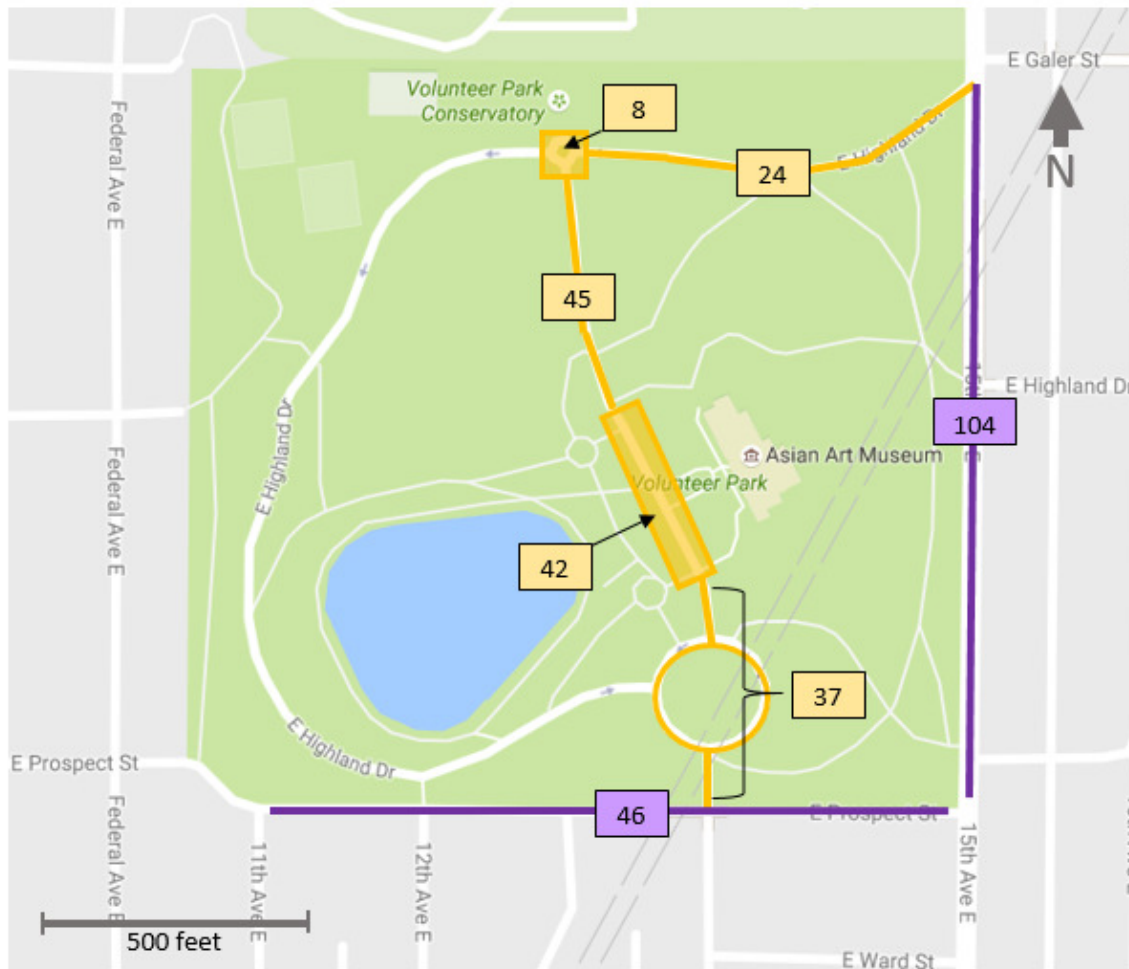 E Galer St
Volunteer Park
Conservatory
8
Federal Ave E
E Highland Dr
24
N
45
E Highland Dr
E Highland Dr
104
Asian Art Museum
Volunteer Park
Federal Ave E
42
37
E Highland Dr
E Prospect St
46
E Prospect St
Federal Ave E
11th Ave E
12th Ave E
15th Ave E
500 feet
E Ward St